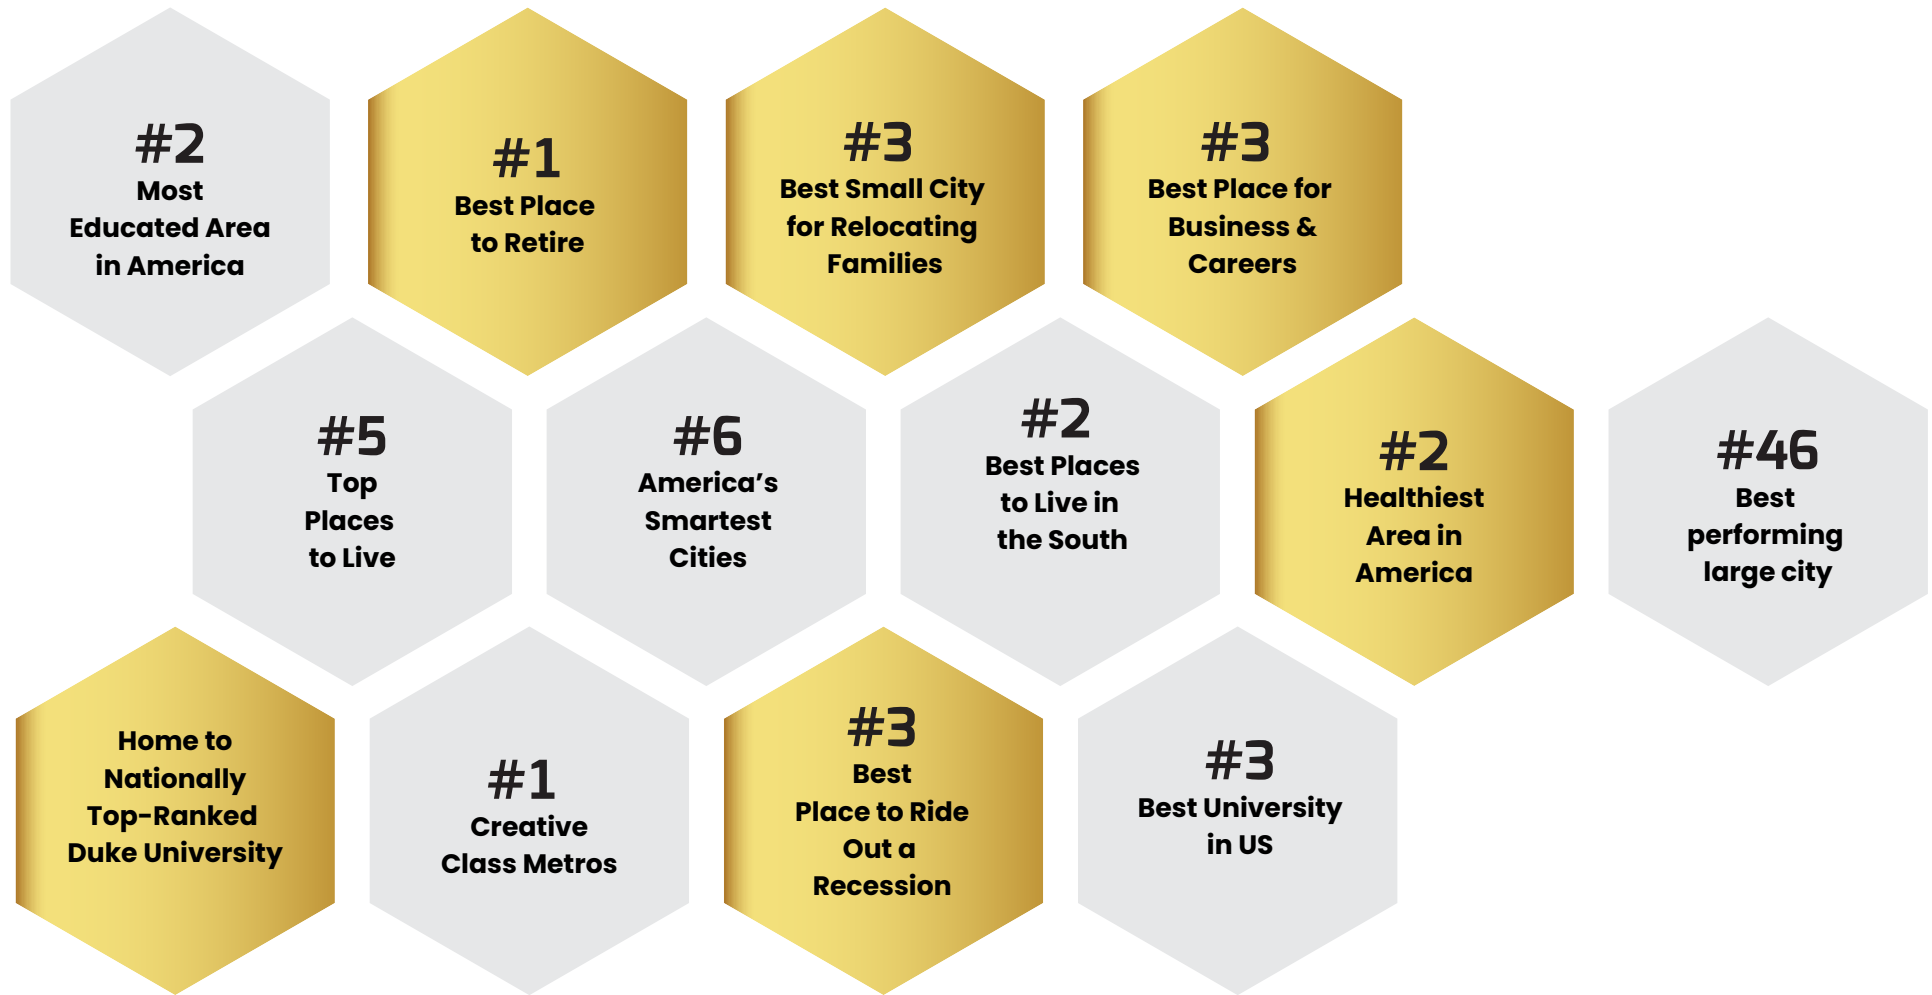 #2
Most
Educated Area
in America
#1
Best Place
to Retire
#3
Best Small City
for Relocating
Families
#3
Best Place for
Business &
Careers
#5
Top
Places
to Live
#6
America’s
Smartest
Cities
#2
Best Places
to Live in
the South
#2
Healthiest
Area in
America
#46
Best
performing
large city
Home to
Nationally
Top-Ranked
Duke University
#1
Creative
Class Metros
#3
Best
Place to Ride
Out a
Recession
#3
Best University
in US